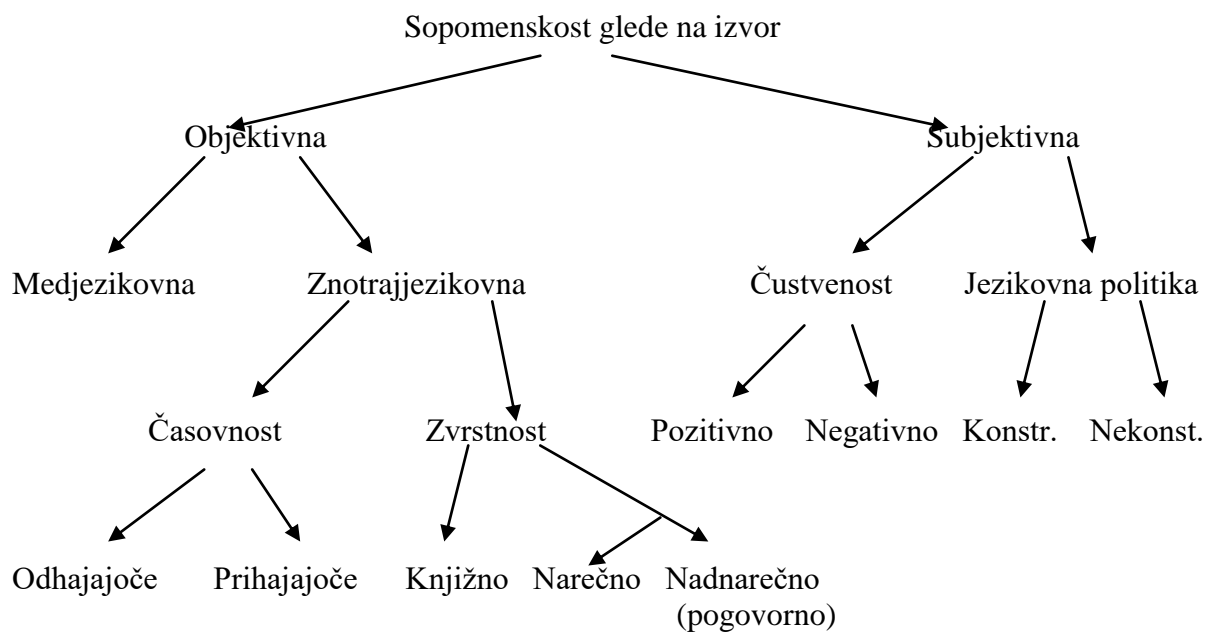 Sopomenskost glede na izvor
Objektivna Subjektivna
Medjezikovna Znotrajjezikovna Čustvenost Jezikovna politika
Časovnost Zvrstnost Pozitivno Negativno Konstr. Nekonst.
Odhajajoče Prihajajoče Knjižno Narečno Nadnarečno
(pogovorno)